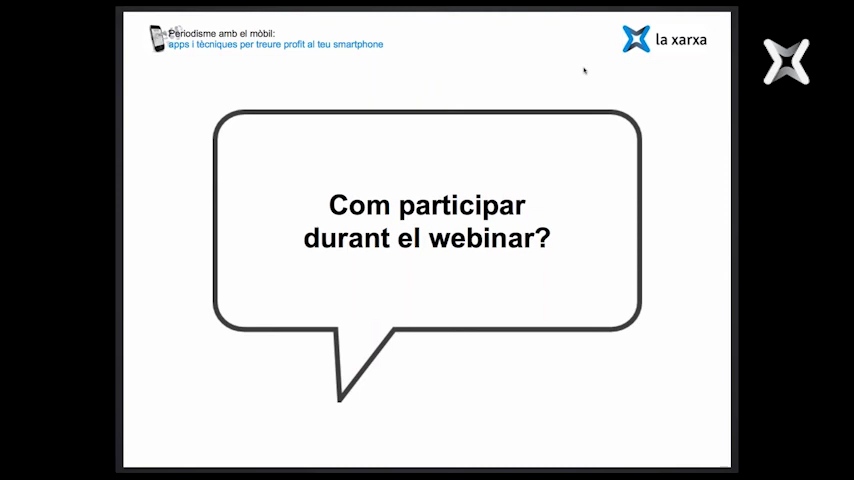 Periodisme amb el mòbil:
apps i tècniques per treure profit al teu smartphone
la xarxa
Com participar
durant el webinar?